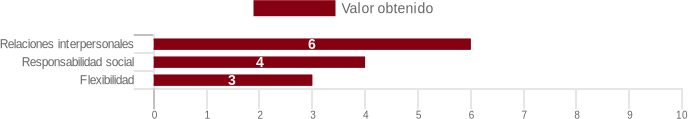 Valor obtenido
Relaciones interpersonales 6
Responsabilidad social 4
Flexibilidad 3
0 1 2 3 4 5 6 7 8 9 10